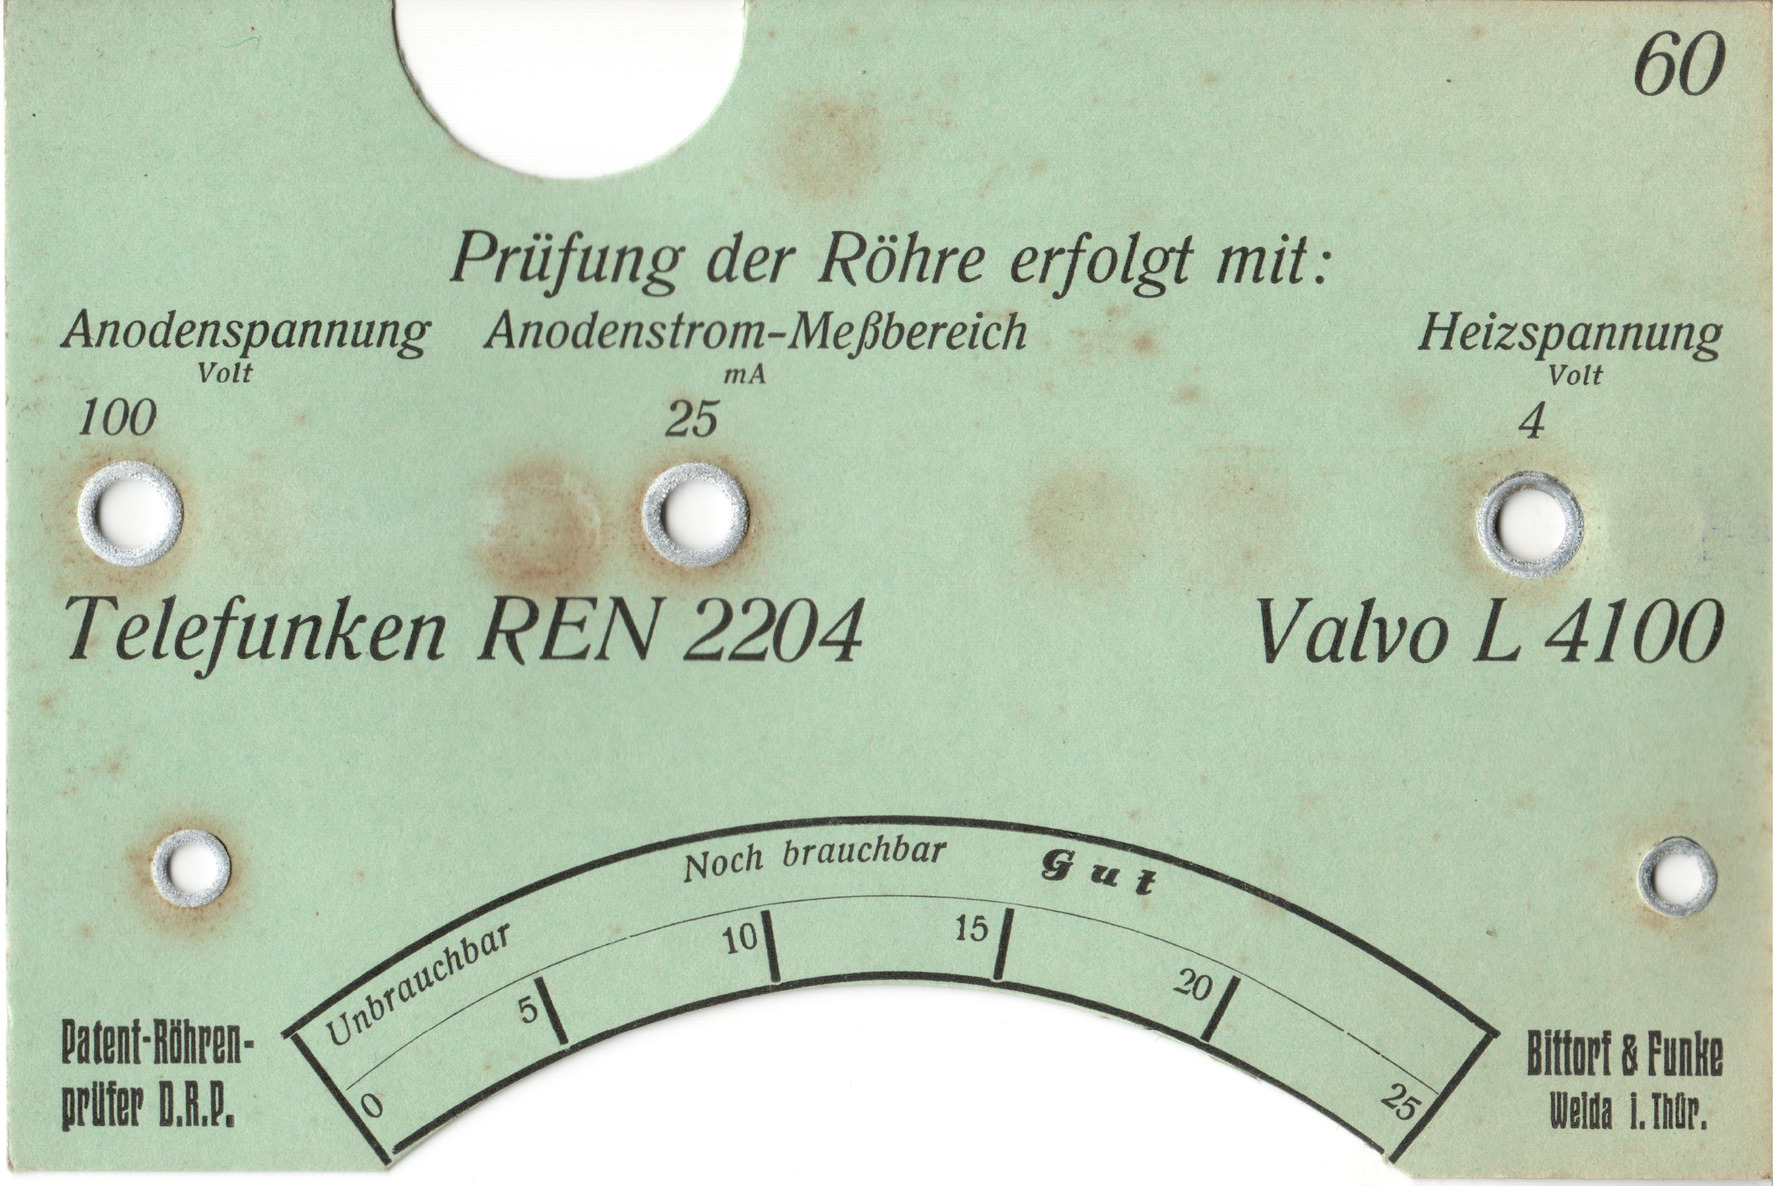 60
Prüfung der Röhre erfolgt mit:
Anodenspannung Anodenstrom-Meßbereich Heizspannung
Volt mA Volt
100 25 4
Telefunken REN 2204 Valvo L 4100
Unbrauchbar Noch brauchbar Gut
0 5 10 15 20 25
Patent-Röhren-
prüfer D.R.P.
Bittorf & Funke
Weida i. Thür.